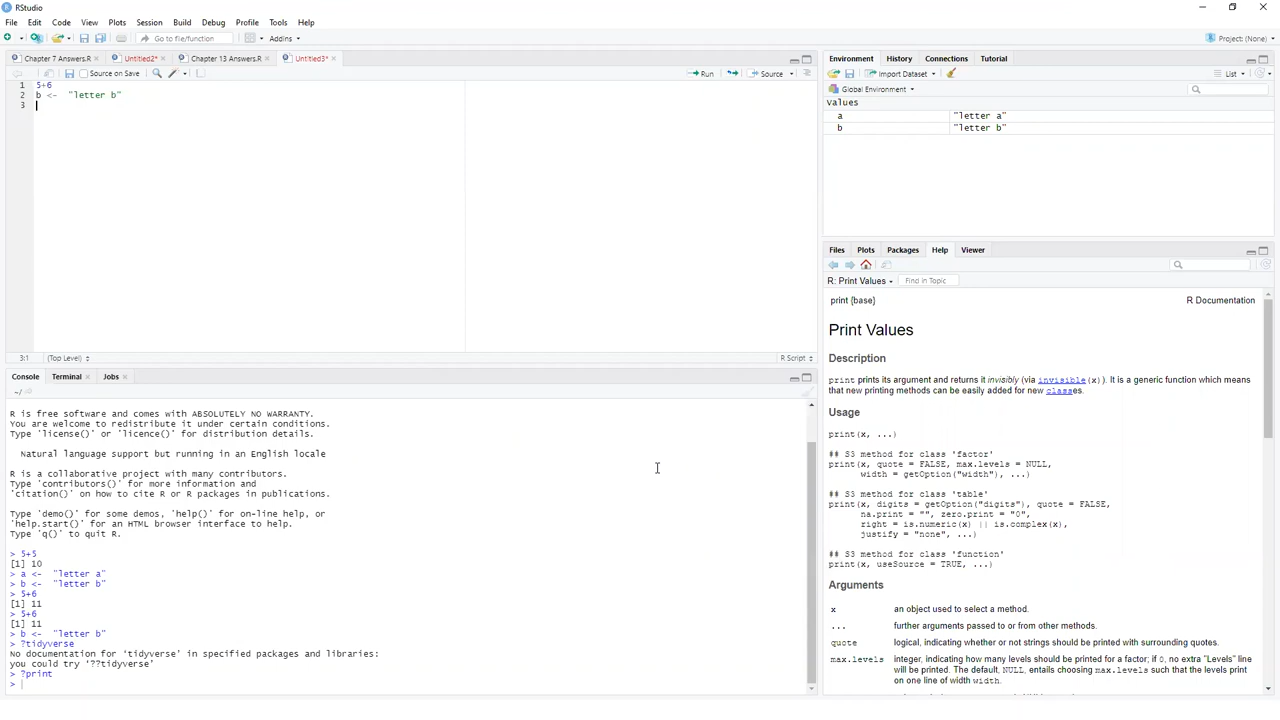 RStudio
File Edit Code View Plots Session Build Debug Profile Tools Help
Go to file/function Addins Project: (None)
Chapter 7 Answers.R Untitled2* Chapter 13 Answers.R Untitled3*
Source on Save Run Source
1 5+6
2 b <-  "letter b"
3
3:1 (Top Level) R Script
Console Terminal Jobs
~/
R is free software and comes with ABSOLUTELY NO WARRANTY.
You are welcome to redistribute it under certain conditions.
Type 'license()' or 'licence()' for distribution details.
Natural language support but running in an English locale
R is a collaborative project with many contributors.
Type 'contributors()' for more information and
'citation()' on how to cite R or R packages in publications.
Type 'demo()' for some demos, 'help()' for on-line help, or
'help.start()' for an HTML browser interface to help.
Type 'q()' to quit R.
> 5+5
[1] 10
> a <-  "letter a"
> b <-  "letter b"
> 5+6
[1] 11
> 5+6
[1] 11
> b <-  "letter b"
> ?tidyverse
No documentation for 'tidyverse' in specified packages and libraries:
you could try '??tidyverse'
> ?print
>
Environment History Connections Tutorial
Import Dataset List
Global Environment
Values
a "letter a"
b "letter b"
Files Plots Packages Help Viewer
R: Print Values Find in Topic
print {base} R Documentation
Print Values
Description
print prints its argument and returns it invisibly (via invisible(x)). It is a generic function which means
that new printing methods can be easily added for new classes.
Usage
print(x, ...)
## S3 method for class 'factor'
print(x, quote = FALSE, max.levels = NULL,
width = getOption("width"), ...)
## S3 method for class 'table'
print(x, digits = getOption("digits"), quote = FALSE,
na.print = "", zero.print = "0",
right = is.numeric(x) || is.complex(x),
justify = "none", ...)
## S3 method for class 'function'
print(x, useSource = TRUE, ...)
Arguments
x an object used to select a method.
... further arguments passed to or from other methods.
quote logical, indicating whether or not strings should be printed with surrounding quotes.
max.levels integer, indicating how many levels should be printed for a factor; if 0, no extra "Levels" line
will be printed. The default, NULL, entails choosing max.levels such that the levels print
on one line of width width.